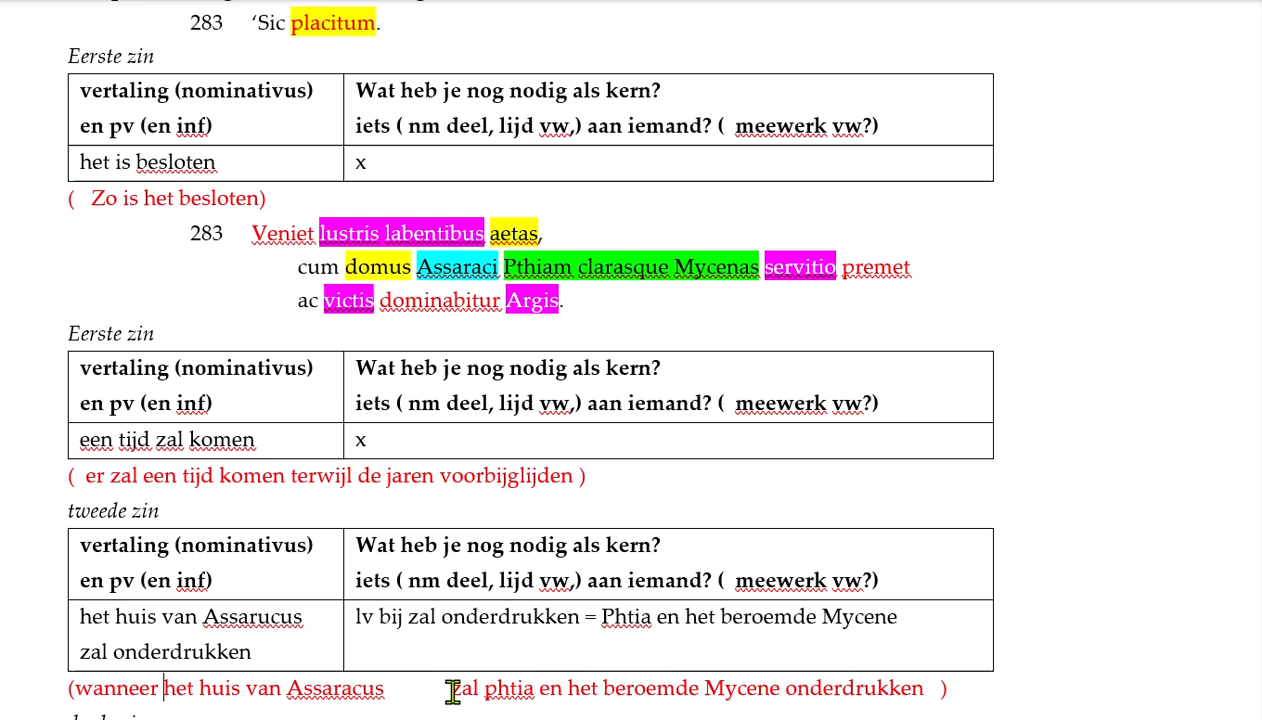 283 ‘Sic placitum.
Eerste zin
vertaling (nominativus) Wat heb je nog nodig als kern?
en pv (en inf) iets ( nm deel, lijd vw,) aan iemand? ( meewerk vw?)
het is besloten x
( Zo is het besloten)
283 Veniet lustris labentibus aetas,
cum domus Assaraci Pthiam clarasque Mycenas servitio premet
ac victis dominabitur Argis.
Eerste zin
vertaling (nominativus) Wat heb je nog nodig als kern?
en pv (en inf) iets ( nm deel, lijd vw,) aan iemand? ( meewerk vw?)
een tijd zal komen x
( er zal een tijd komen terwijl de jaren voorbijglijden )
tweede zin
vertaling (nominativus) Wat heb je nog nodig als kern?
en pv (en inf) iets ( nm deel, lijd vw,) aan iemand? ( meewerk vw?)
het huis van Assarucus lv bij zal onderdrukken = Phtia en het beroemde Mycene
zal onderdrukken
(wanneer het huis van Assaracus zal phtia en het beroemde Mycene onderdrukken )